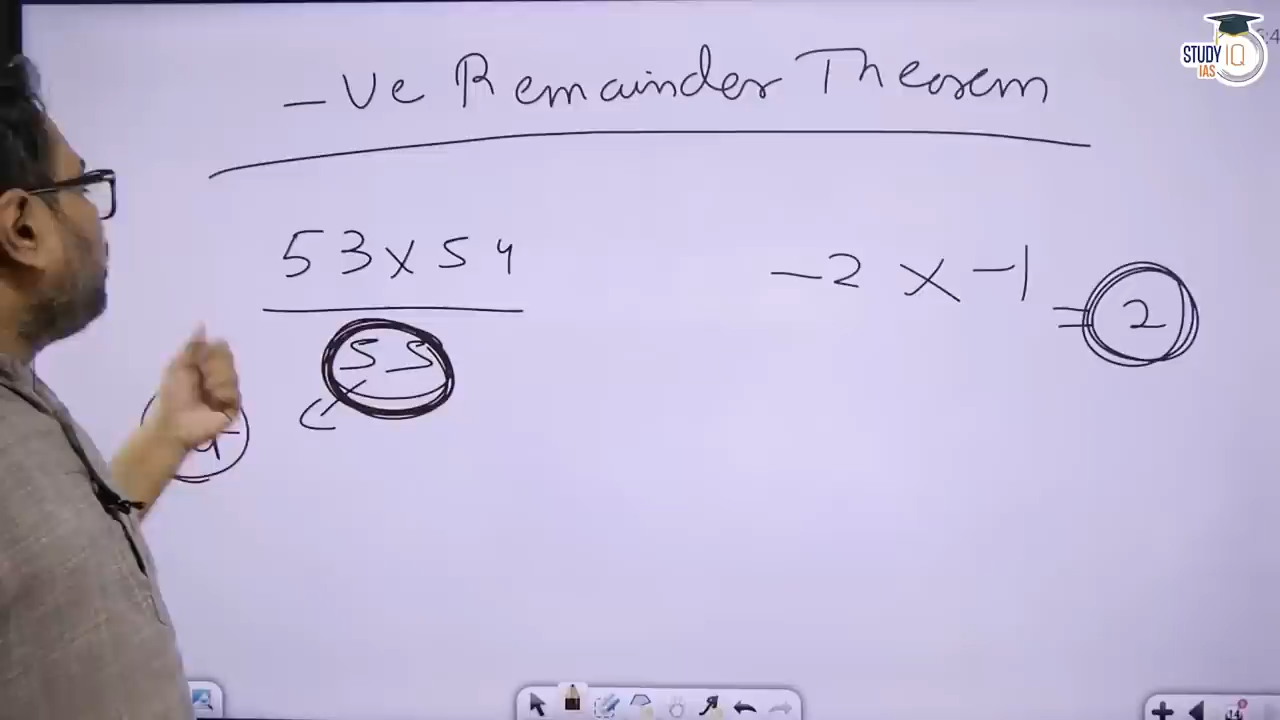 STUDY IQ
IAS
-ve Remainder Theorem
53 x 54
55
-2 x -1 = 2